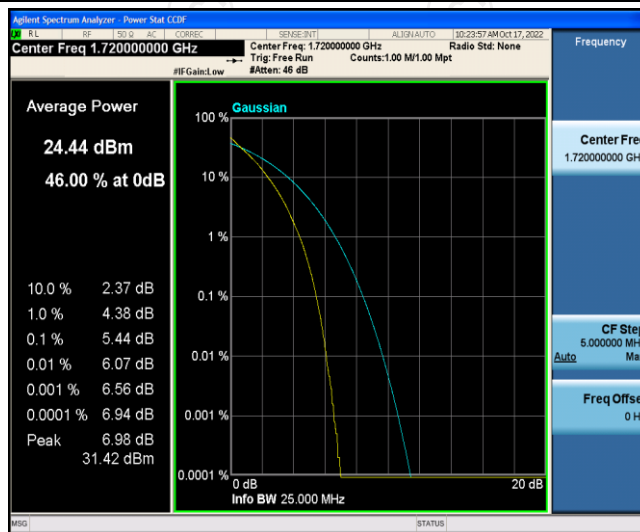 Agilent Spectrum Analyzer - Power Stat CCDF
RL RF 50 Ω AC CORREC SENSE:INT ALIGNAUTO 10:23:57 AM Oct 17, 2022
Center Freq 1.720000000 GHz
Center Freq: 1.720000000 GHz Radio Std: None
Trig: Free Run Counts:1.00 M/1.00 Mpt
#IFGain:Low #Atten: 46 dB
Frequency
Average Power
24.44 dBm
46.00 % at 0dB
10.0 % 2.37 dB
1.0 % 4.38 dB
0.1 % 5.44 dB
0.01 % 6.07 dB
0.001 % 6.56 dB
0.0001 % 6.94 dB
Peak 6.98 dB
31.42 dBm
Gaussian
100 %
10 %
1 %
0.1 %
0.01 %
0.001 %
0.0001 %
0 dB 20 dB
Info BW 25.000 MHz
Center Fre
1.720000000 GH
CF Step
5.000000 MH
Auto Ma
Freq Offse
0 H
MSG STATUS